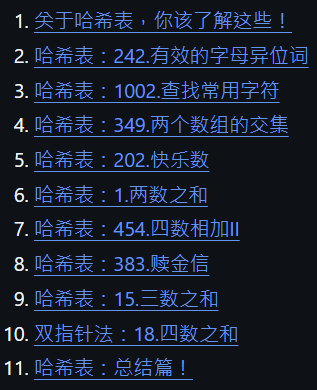 1. 关于哈希表，你该了解这些！
2. 哈希表：242.有效的字母异位词
3. 哈希表：1002.查找常用字符
4. 哈希表：349.两个数组的交集
5. 哈希表：202.快乐数
6. 哈希表：1.两数之和
7. 哈希表：454.四数相加II
8. 哈希表：383.赎金信
9. 哈希表：15.三数之和
10. 双指针法：18.四数之和
11. 哈希表：总结篇！